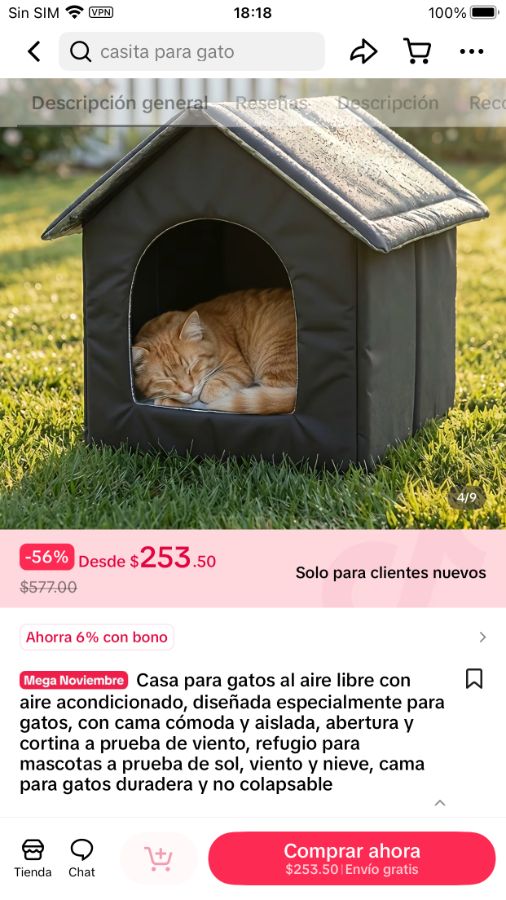 Sin SIM VPN 18:18 100%
casita para gato
Descripción general Reseñas Descripción Reco
4/9
-56% Desde $253.50
$577.00
Solo para clientes nuevos
Ahorra 6% con bono
Mega Noviembre Casa para gatos al aire libre con
aire acondicionado, diseñada especialmente para
gatos, con cama cómoda y aislada, abertura y
cortina a prueba de viento, refugio para
mascotas a prueba de sol, viento y nieve, cama
para gatos duradera y no colapsable
Tienda
Chat
Comprar ahora
$253.50|Envío gratis